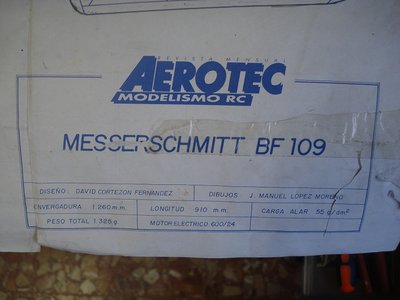 REVISTA MENSUAL
AEROTEC
MODELISMO RC
MESSERSCHMITT BF 109
DISEÑO: DAVID CORTEZON FERNANDEZ DIBUJOS J. MANUEL LOPEZ MORENO
ENVERGADURA 1.260 m.m. LONGITUD 910 m.m. CARGA ALAR 55 g/dm²
PESO TOTAL 1.325 g. MOTOR ELECTRICO 600/24